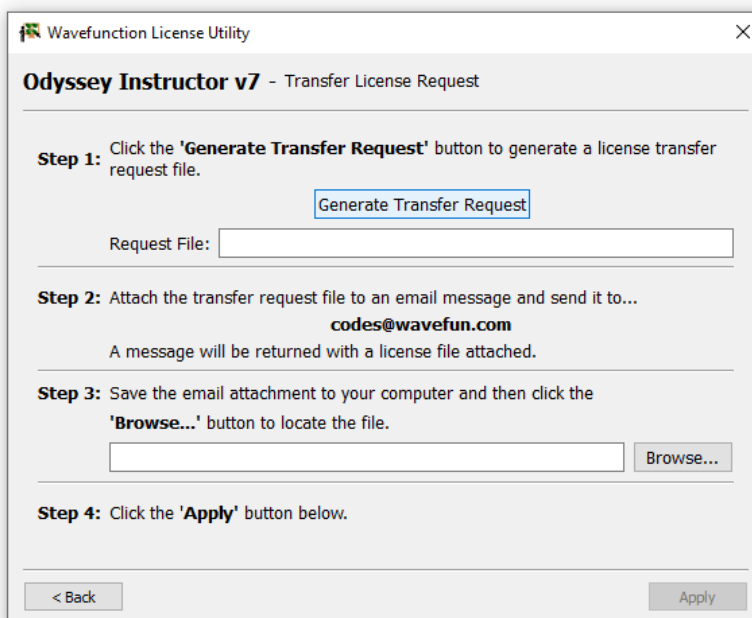 Wavefunction License Utility
Odyssey Instructor v7 - Transfer License Request
Step 1: Click the 'Generate Transfer Request' button to generate a license transfer
request file.
Generate Transfer Request
Request File:
Step 2: Attach the transfer request file to an email message and send it to...
codes@wavefun.com
A message will be returned with a license file attached.
Step 3: Save the email attachment to your computer and then click the
'Browse...' button to locate the file.
Browse...
Step 4: Click the 'Apply' button below.
< Back
Apply